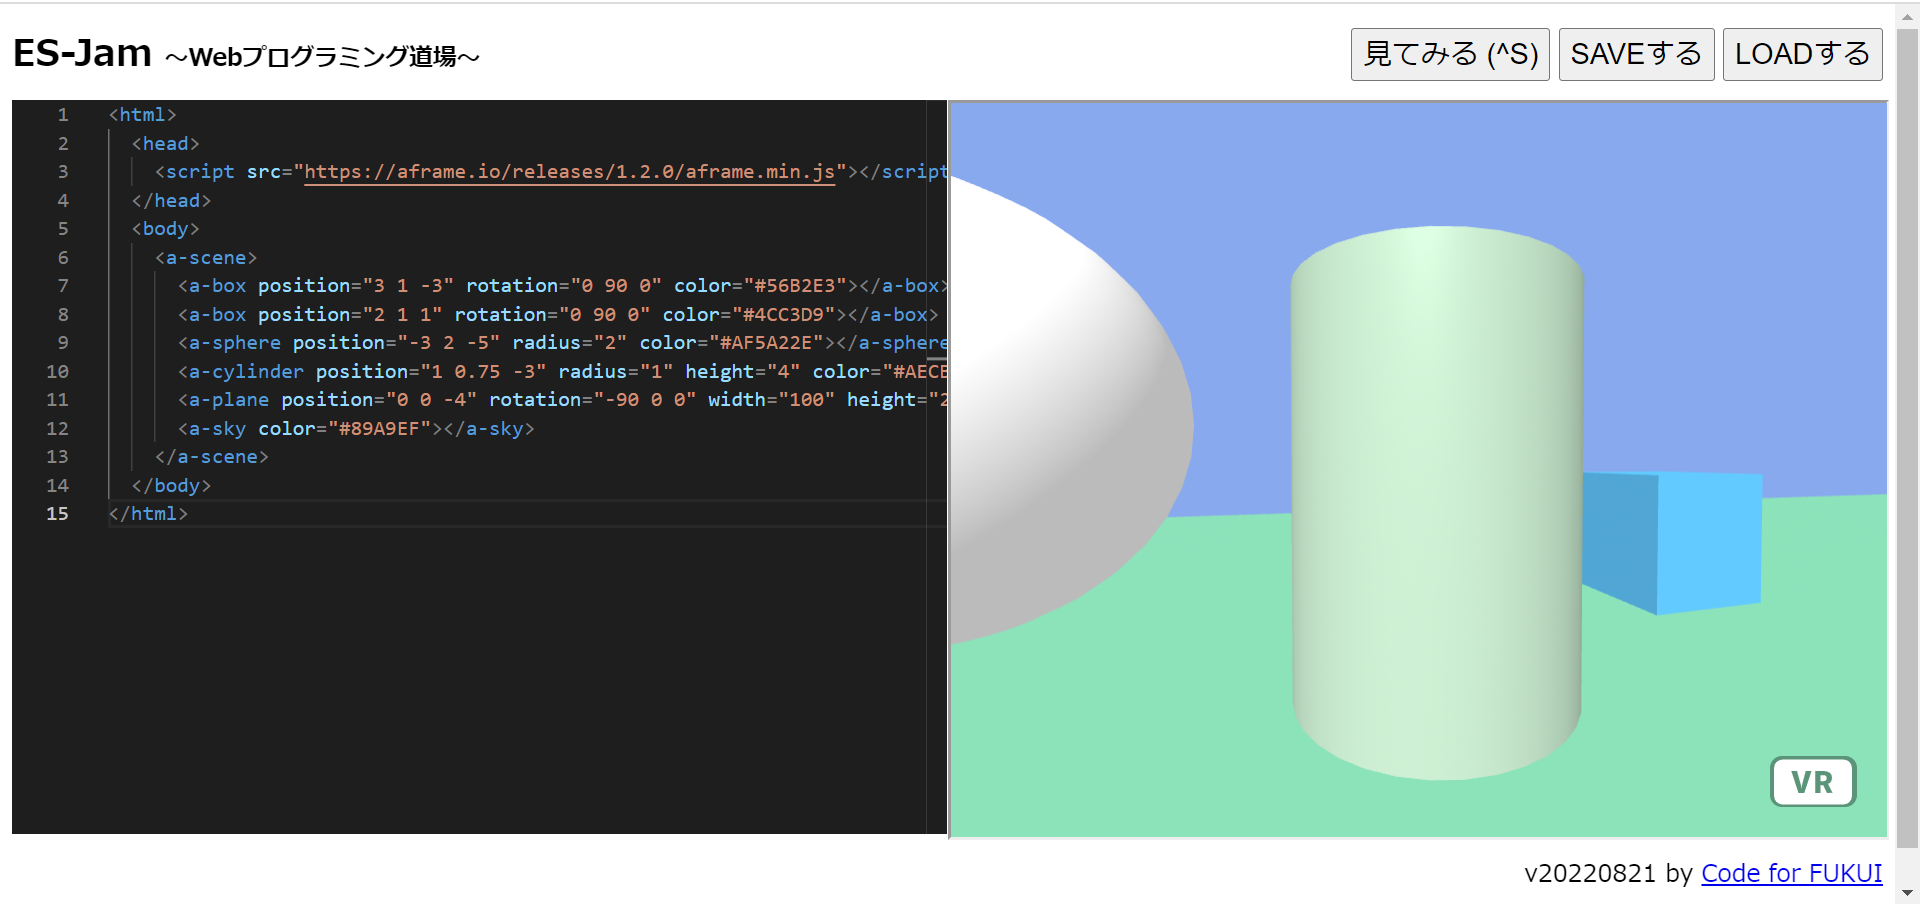 ES-Jam ～Webプログラミング道場～
見てみる (^S) SAVEする LOADする
1 <html>
2 <head>
3 <script src="https://aframe.io/releases/1.2.0/aframe.min.js"></script
4 </head>
5 <body>
6 <a-scene>
7 <a-box position="3 1 -3" rotation="0 90 0" color="#56B2E3"></a-box>
8 <a-box position="2 1 1" rotation="0 90 0" color="#4CC3D9"></a-box>
9 <a-sphere position="-3 2 -5" radius="2" color="#AF5A22E"></a-sphere
10 <a-cylinder position="1 0.75 -3" radius="1" height="4" color="#AEC
11 <a-plane position="0 0 -4" rotation="-90 0 0" width="100" height="2
12 <a-sky color="#89A9EF"></a-sky>
13 </a-scene>
14 </body>
15 </html>
VR
v20220821 by Code for FUKUI